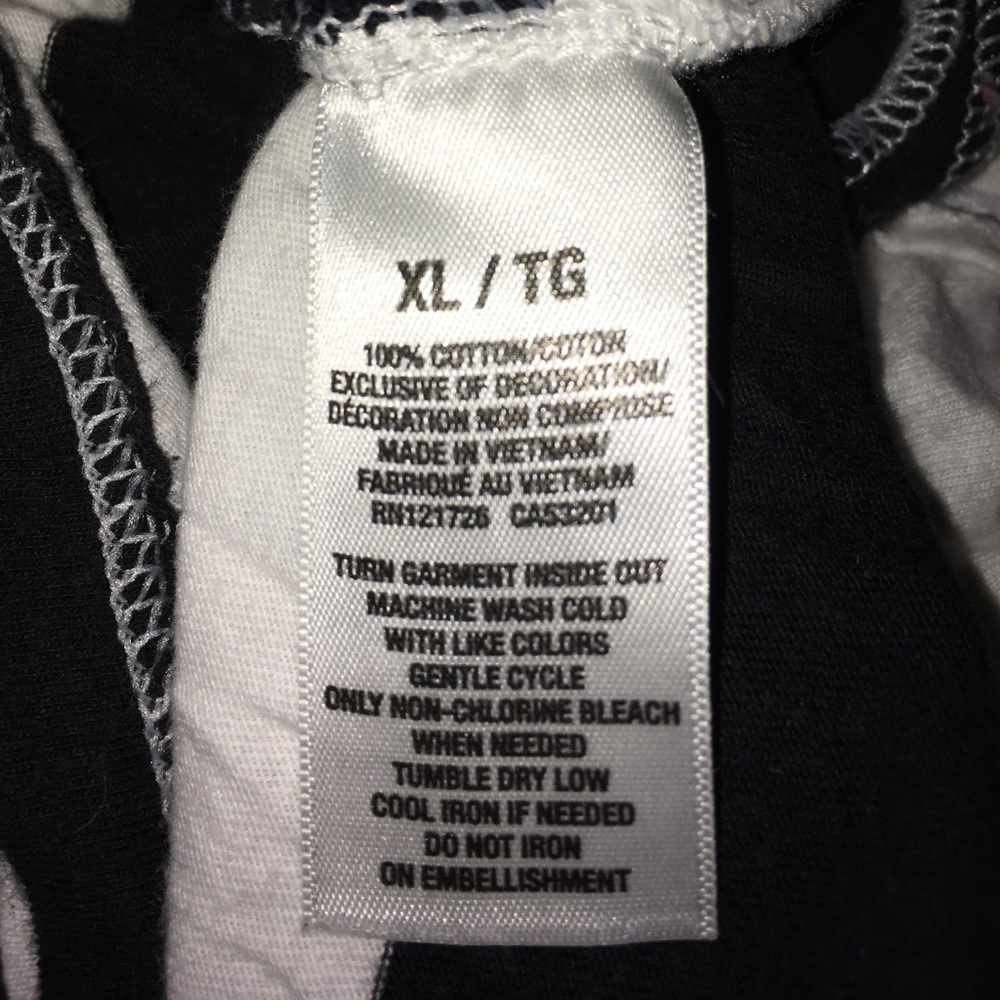 XL / TG
100% COTTON/COTON
EXCLUSIVE OF DECORATION/
DÉCORATION NON COMPRISE
MADE IN VIETNAM/
FABRIQUÉ AU VIETNAM
RN121726 CA53201
TURN GARMENT INSIDE OUT
MACHINE WASH COLD
WITH LIKE COLORS
GENTLE CYCLE
ONLY NON-CHLORINE BLEACH
WHEN NEEDED
TUMBLE DRY LOW
COOL IRON IF NEEDED
DO NOT IRON
ON EMBELLISHMENT